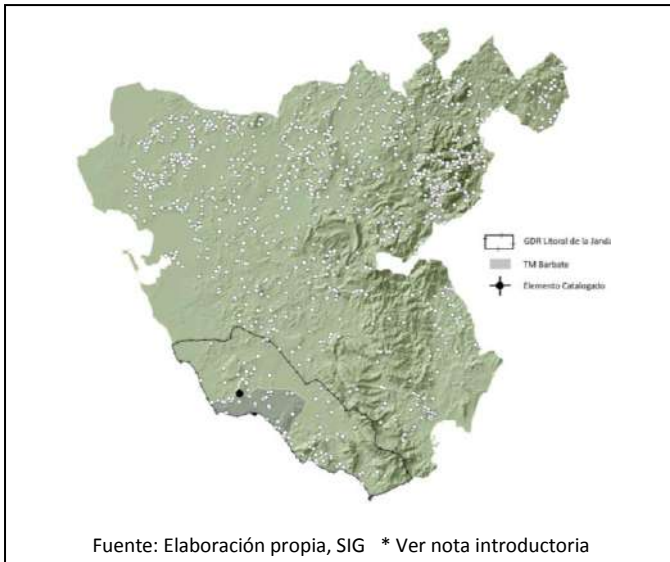 GDR Litoral de la Janda
TM Barbate
Elemento Catalogado
Fuente: Elaboración propia, SIG * Ver nota introductoria